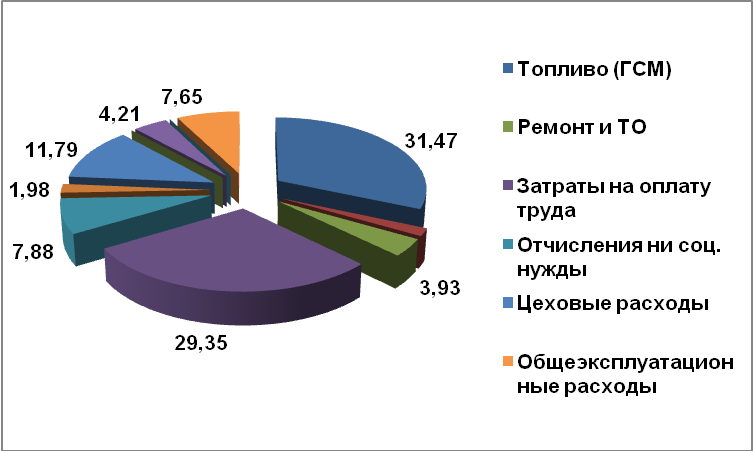 7,65
4,21
11,79
1,98
7,88
29,35
3,93
31,47
Топливо (ГСМ)
Ремонт и ТО
Затраты на оплату
труда
Отчисления ни соц.
нужды
Цеховые расходы
Общеэксплуатацион
ные расходы